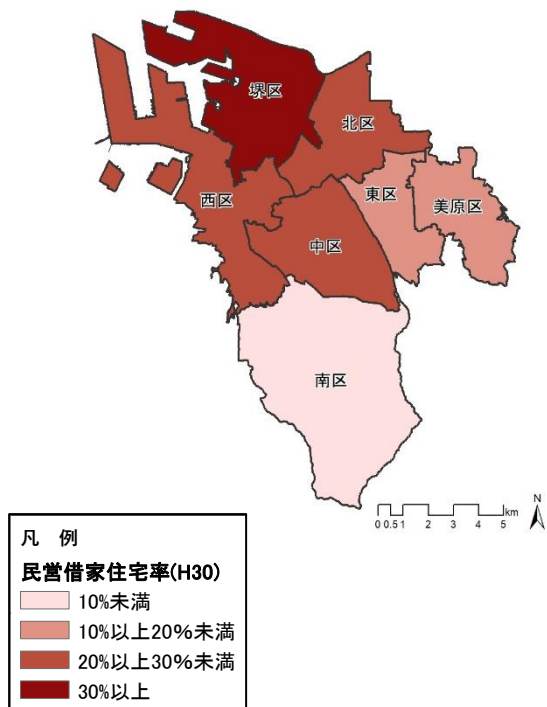 堺区
北区
西区
東区
美原区
中区
南区
N
0 0.5 1 2 3 4 5 km
凡 例
民営借家住宅率(H30)
10%未満
10%以上20%未満
20%以上30%未満
30%以上